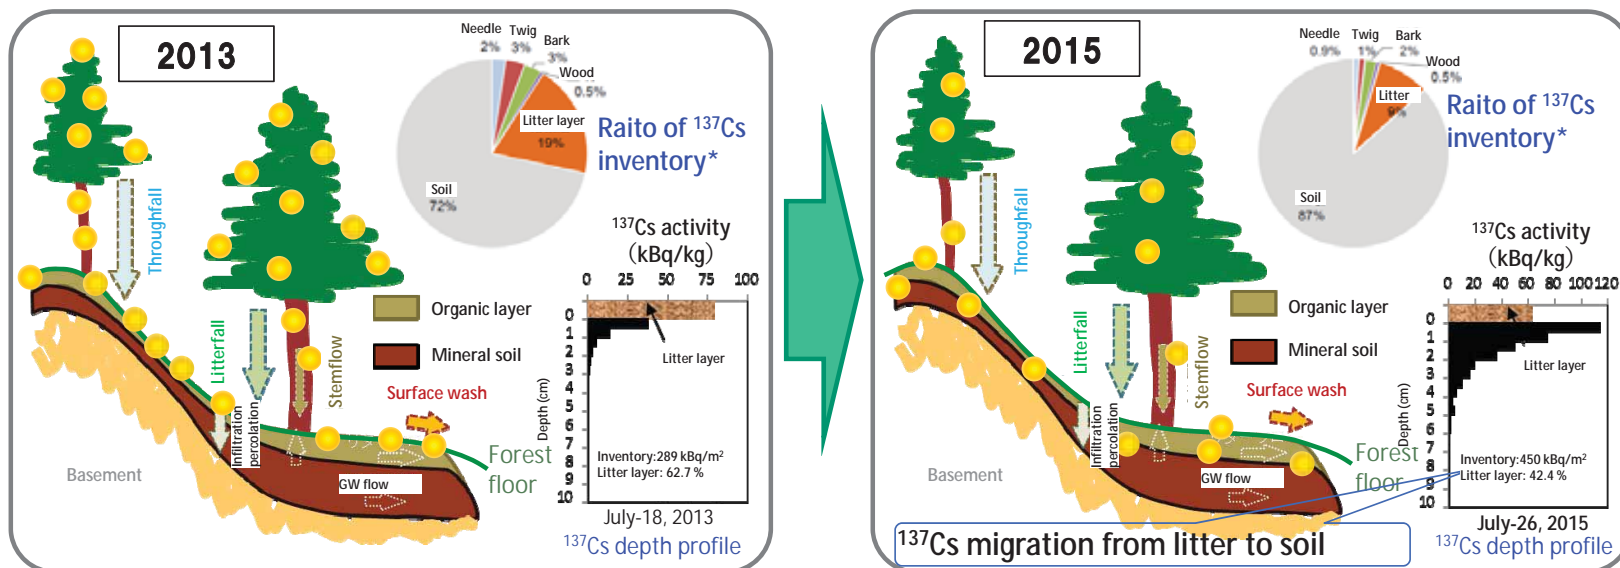 2013
Needle
2%
Twig
3%
Bark
3%
Wood
0.5%
Litter layer
19%
Soil
72%
Raito of ¹³⁷Cs
inventory*
Throughfall
Litterfall
Stemflow
Infiltration
percolation
Surface wash
Organic layer
Mineral soil
Basement
GW flow
Forest
floor
¹³⁷Cs activity
(kBq/kg)
0 25 50 75 100
0
1
2
3
4
5
6
7
8
9
10
Depth (cm)
Litter layer
Inventory:289 kBq/m²
Litter layer: 62.7 %
July-18, 2013
¹³⁷Cs depth profile
2015
Needle
0.9%
Twig
1%
Bark
2%
Wood
0.5%
Litter
9%
Soil
87%
Raito of ¹³⁷Cs
inventory*
Throughfall
Litterfall
Stemflow
Infiltration
percolation
Surface wash
Organic layer
Mineral soil
Basement
GW flow
Forest
floor
¹³⁷Cs activity
(kBq/kg)
0 20 40 60 80 100 120
0
1
2
3
4
5
6
7
8
9
10
Depth (cm)
Litter layer
Inventory:450 kBq/m²
Litter layer: 42.4 %
July-26, 2015
¹³⁷Cs depth profile
¹³⁷Cs migration from litter to soil